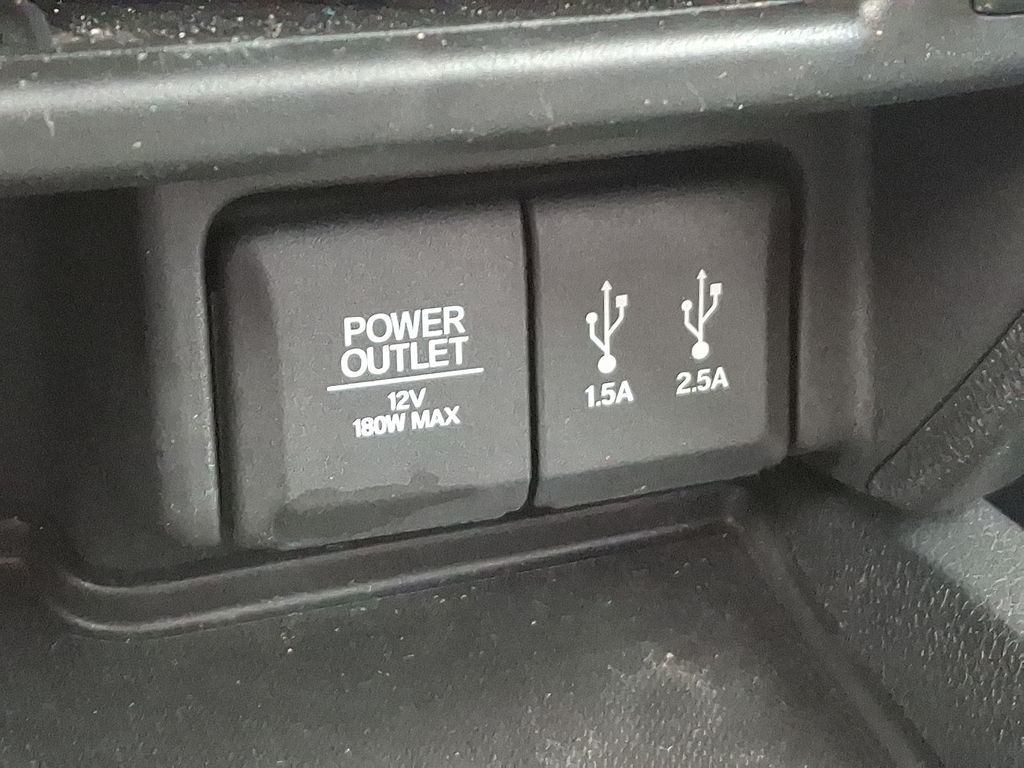 POWER
OUTLET
12V
180W MAX
1.5A
2.5A